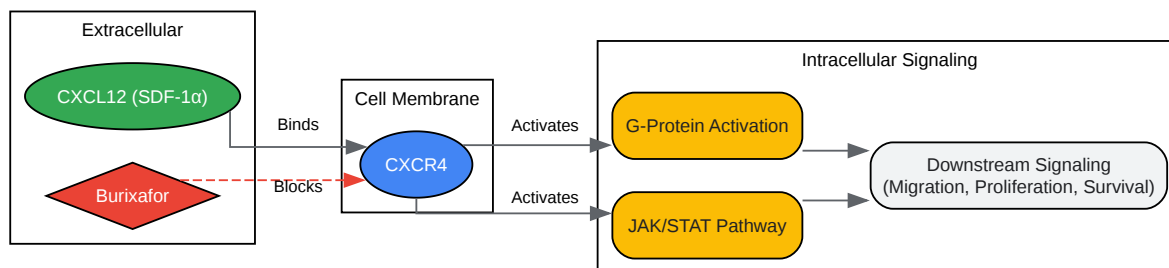 Extracellular
CXCL12 (SDF-1α)
Burixafor
Binds
Blocks
Cell Membrane
CXCR4
Activates
Activates
Intracellular Signaling
G-Protein Activation
JAK/STAT Pathway
Downstream Signaling
(Migration, Proliferation, Survival)